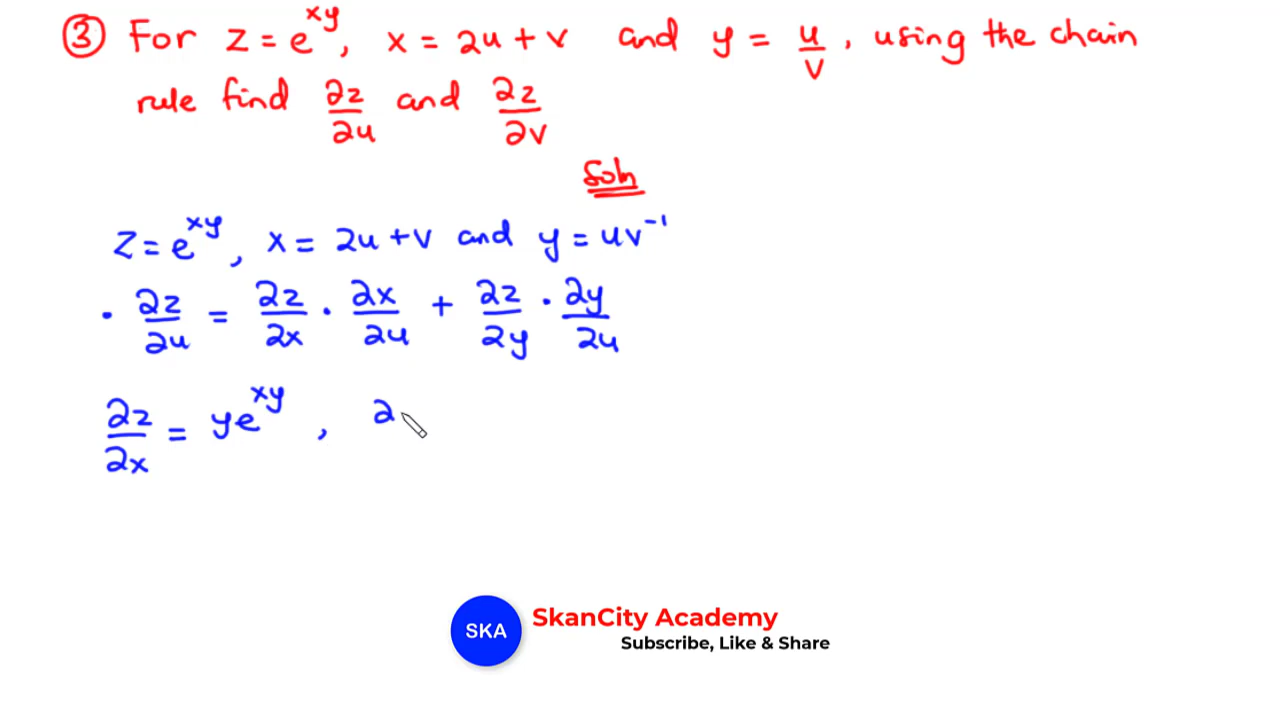 ③ For z = e^{xy}, x = 2u + v and y = u/v, using the chain
rule find ∂z/∂u and ∂z/∂v
Soln
z = e^{xy}, x = 2u + v and y = uv^{-1}
· ∂z/∂u = ∂z/∂x · ∂x/∂u + ∂z/∂y · ∂y/∂u
∂z/∂x = ye^{xy} , ∂
SKA
SkanCity Academy
Subscribe, Like & Share